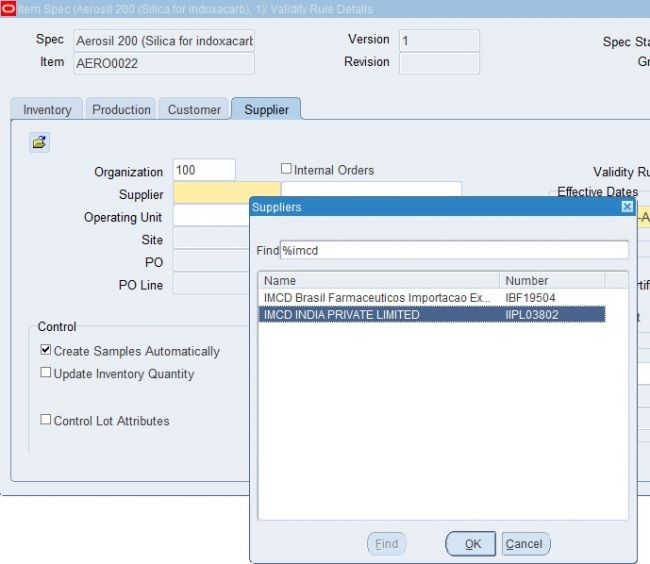 Item Spec (Aerosil 200 (Silica for indoxacarb), 1): Validity Rule Details
Spec Aerosil 200 (Silica for indoxacarb Version 1 Spec Sta
Item AERO0022 Revision Gr
Inventory Production Customer Supplier
Organization 100 Internal Orders Validity Ru
Supplier Effective Dates
Operating Unit -A
Site
PO
PO Line rtifi
t
Suppliers
Find %imcd
Name Number
IMCD Brasil Farmaceuticos Importacao Ex... IBF19504
IMCD INDIA PRIVATE LIMITED IIPL03802
Control
Create Samples Automatically
Update Inventory Quantity
Control Lot Attributes
Find OK Cancel